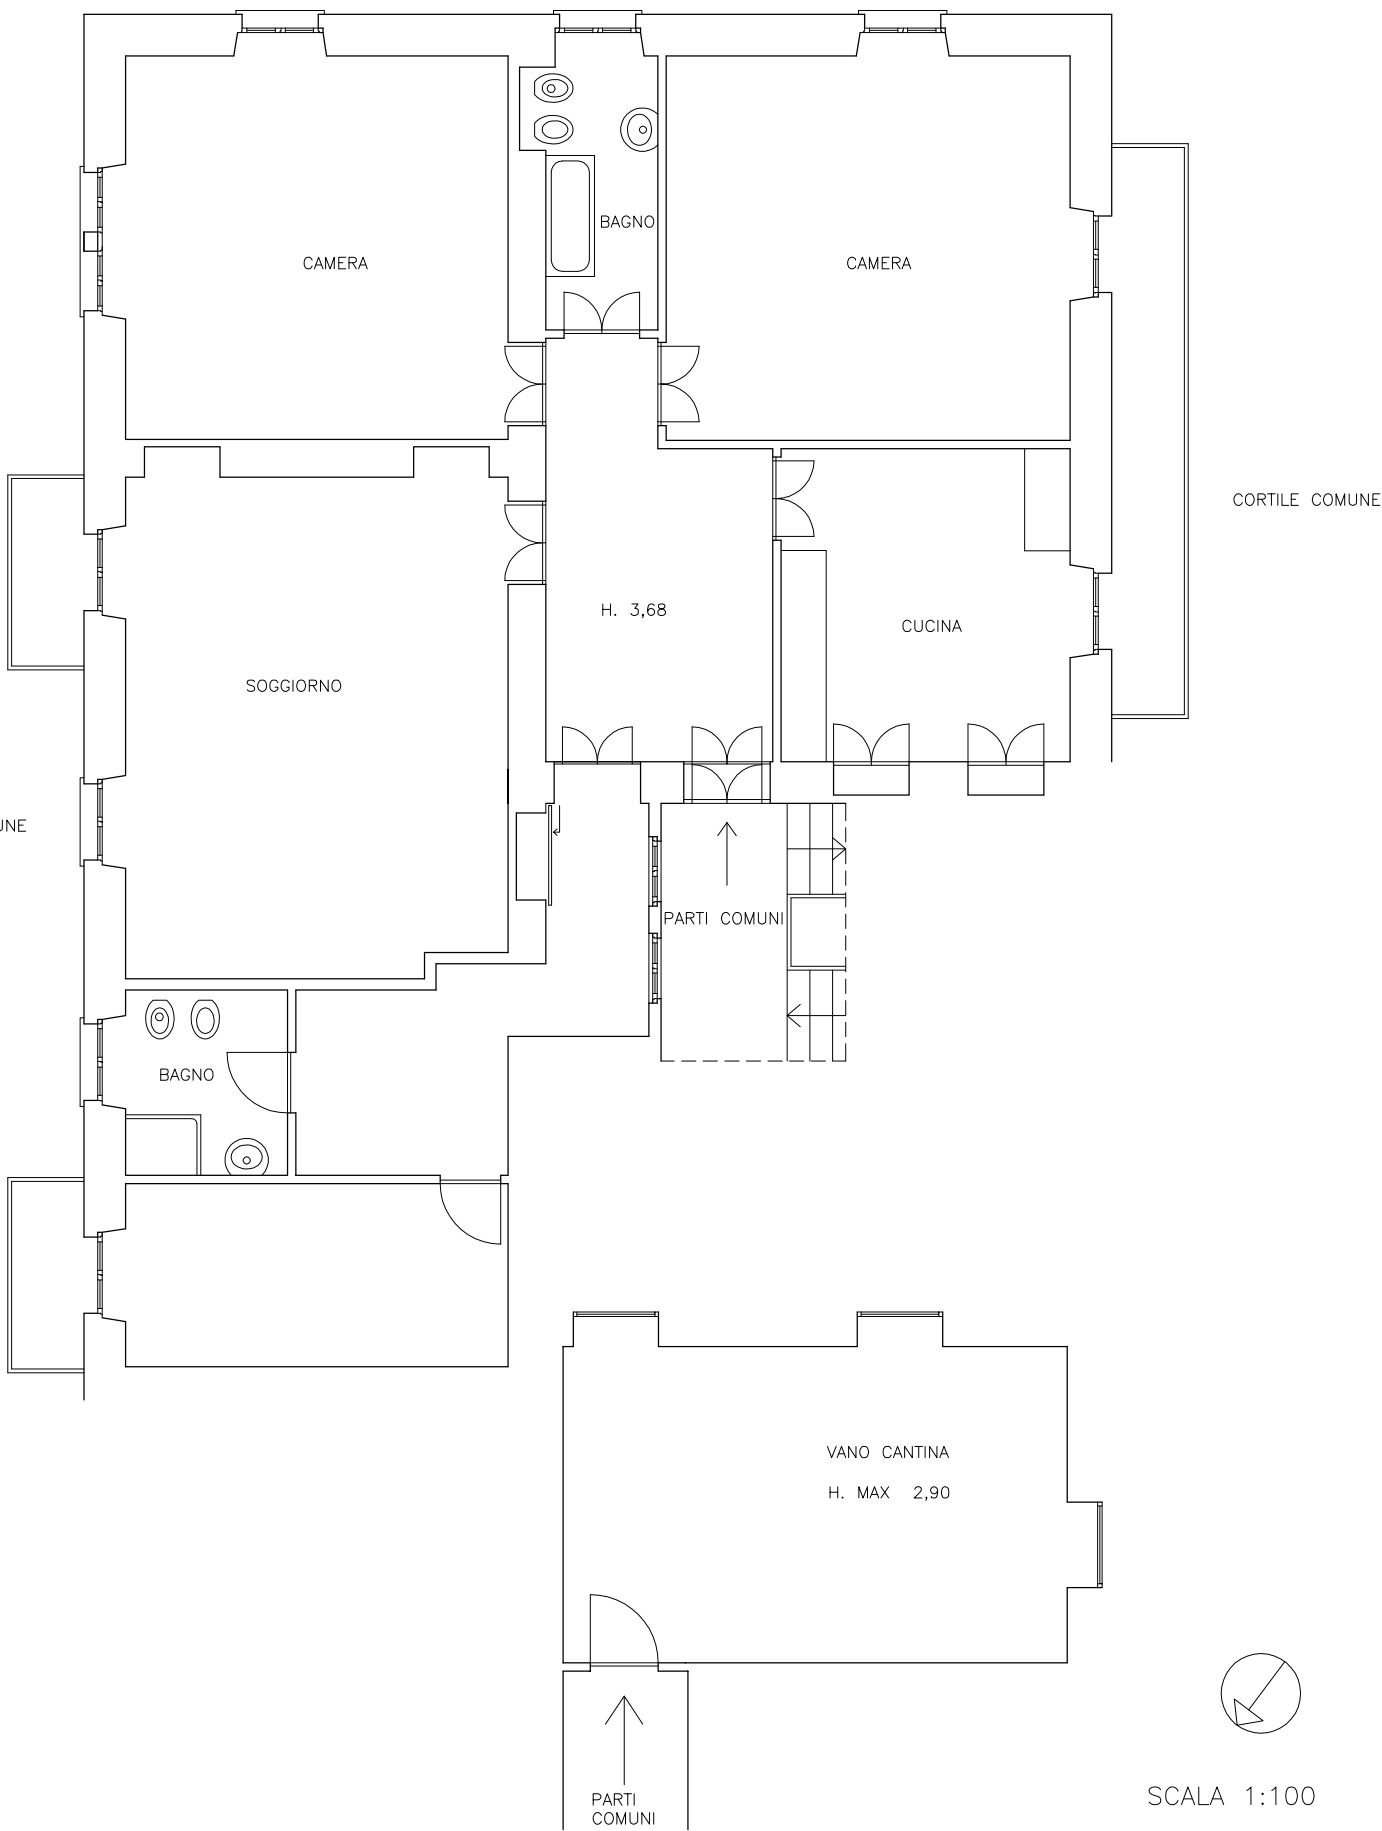 BAGNO
CAMERA
CAMERA
CORTILE COMUNE
H. 3,68
CUCINA
SOGGIORNO
PARTI COMUNI
BAGNO
VANO CANTINA
H. MAX 2,90
PARTI
COMUNI
SCALA 1:100